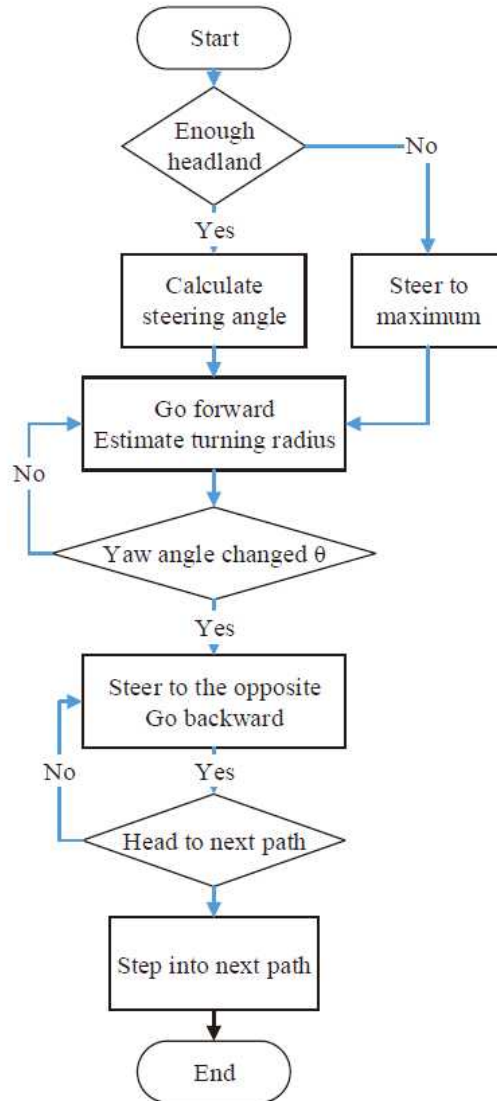 Start
Enough
headland
No
Yes
Calculate
steering angle
Steer to
maximum
Go forward
Estimate turning radius
No
Yaw angle changed θ
Yes
Steer to the opposite
Go backward
No
Yes
Head to next path
Step into next path
End